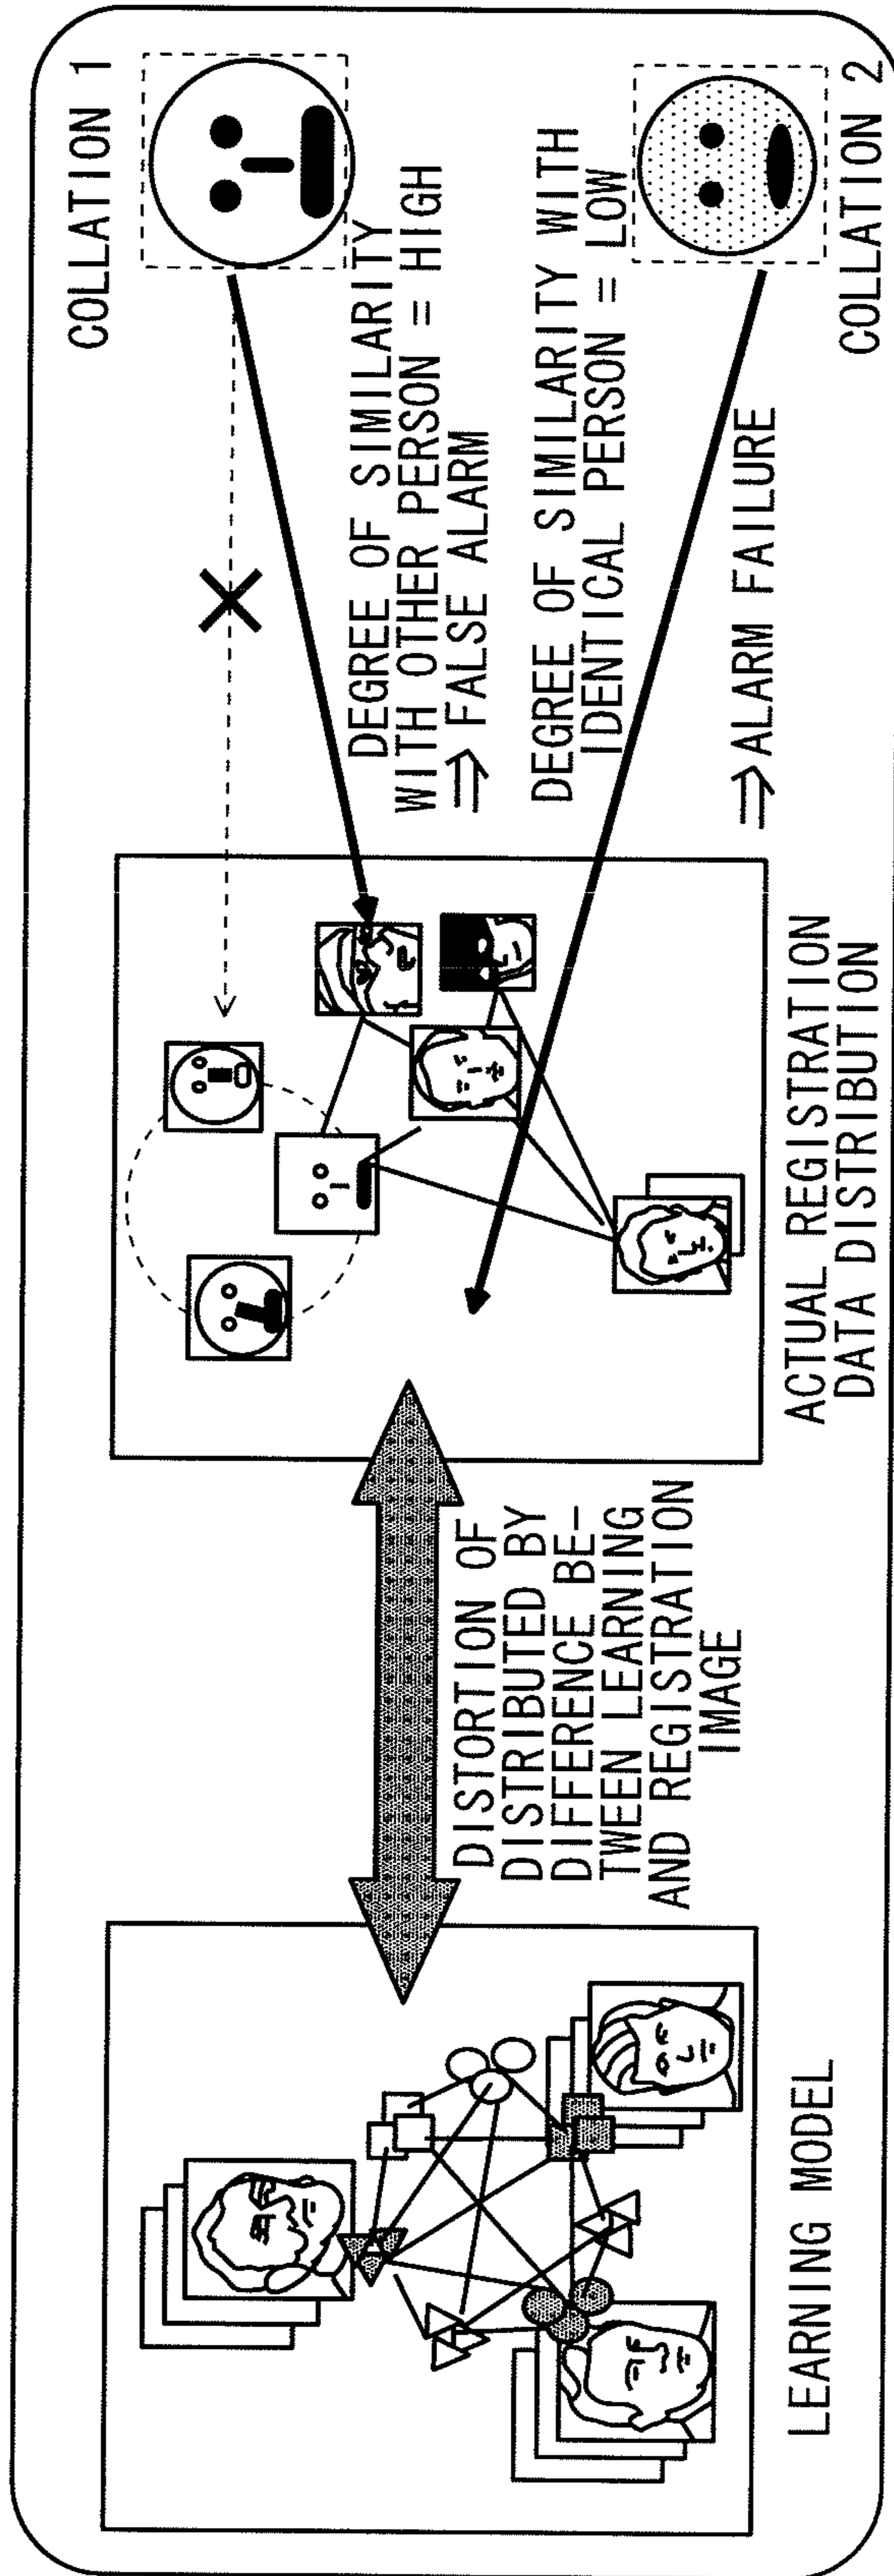 LEARNING MODEL
DISTORTION OF
DISTRIBUTED BY
DIFFERENCE BE-
TWEEN LEARNING
AND REGISTRATION
IMAGE
ACTUAL REGISTRATION
DATA DISTRIBUTION
COLLATION 1
DEGREE OF SIMILARITY
WITH OTHER PERSON = HIGH
⇒ FALSE ALARM
DEGREE OF SIMILARITY WITH
IDENTICAL PERSON = LOW
⇒ ALARM FAILURE
COLLATION 2